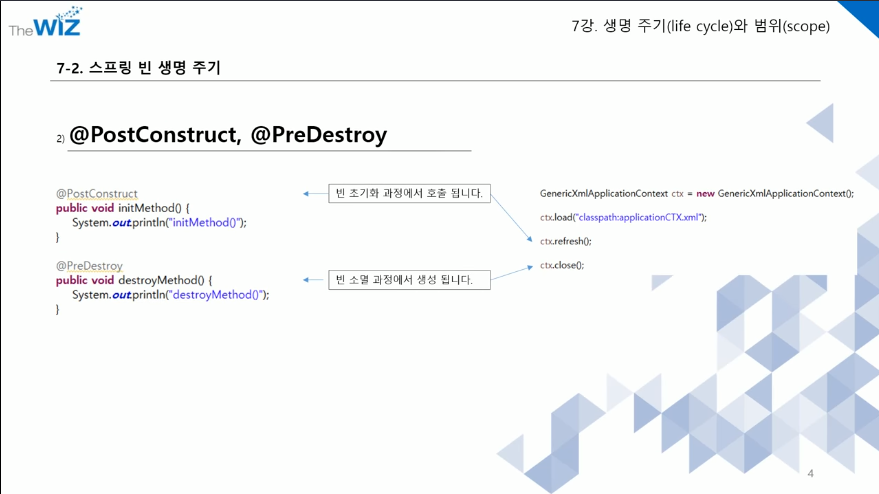 The WIZ
7강. 생명 주기(life cycle)와 범위(scope)
7-2. 스프링 빈 생명 주기
2) @PostConstruct, @PreDestroy
@PostConstruct
public void initMethod() {
System.out.println("initMethod()");
}
@PreDestroy
public void destroyMethod() {
System.out.println("destroyMethod()");
}
빈 초기화 과정에서 호출 됩니다.
빈 소멸 과정에서 생성 됩니다.
GenericXmlApplicationContext ctx = new GenericXmlApplicationContext();
ctx.load("classpath:applicationCTX.xml");
ctx.refresh();
ctx.close();
4